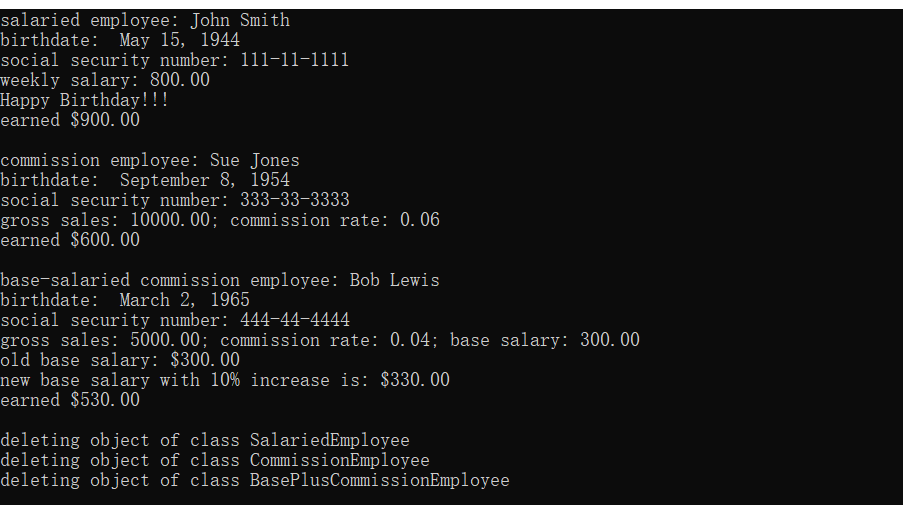 salaried employee: John Smith
birthdate:  May 15, 1944
social security number: 111-11-1111
weekly salary: 800.00
Happy Birthday!!!
earned $900.00
commission employee: Sue Jones
birthdate:  September 8, 1954
social security number: 333-33-3333
gross sales: 10000.00; commission rate: 0.06
earned $600.00
base-salaried commission employee: Bob Lewis
birthdate:  March 2, 1965
social security number: 444-44-4444
gross sales: 5000.00; commission rate: 0.04; base salary: 300.00
old base salary: $300.00
new base salary with 10% increase is: $330.00
earned $530.00
deleting object of class SalariedEmployee
deleting object of class CommissionEmployee
deleting object of class BasePlusCommissionEmployee